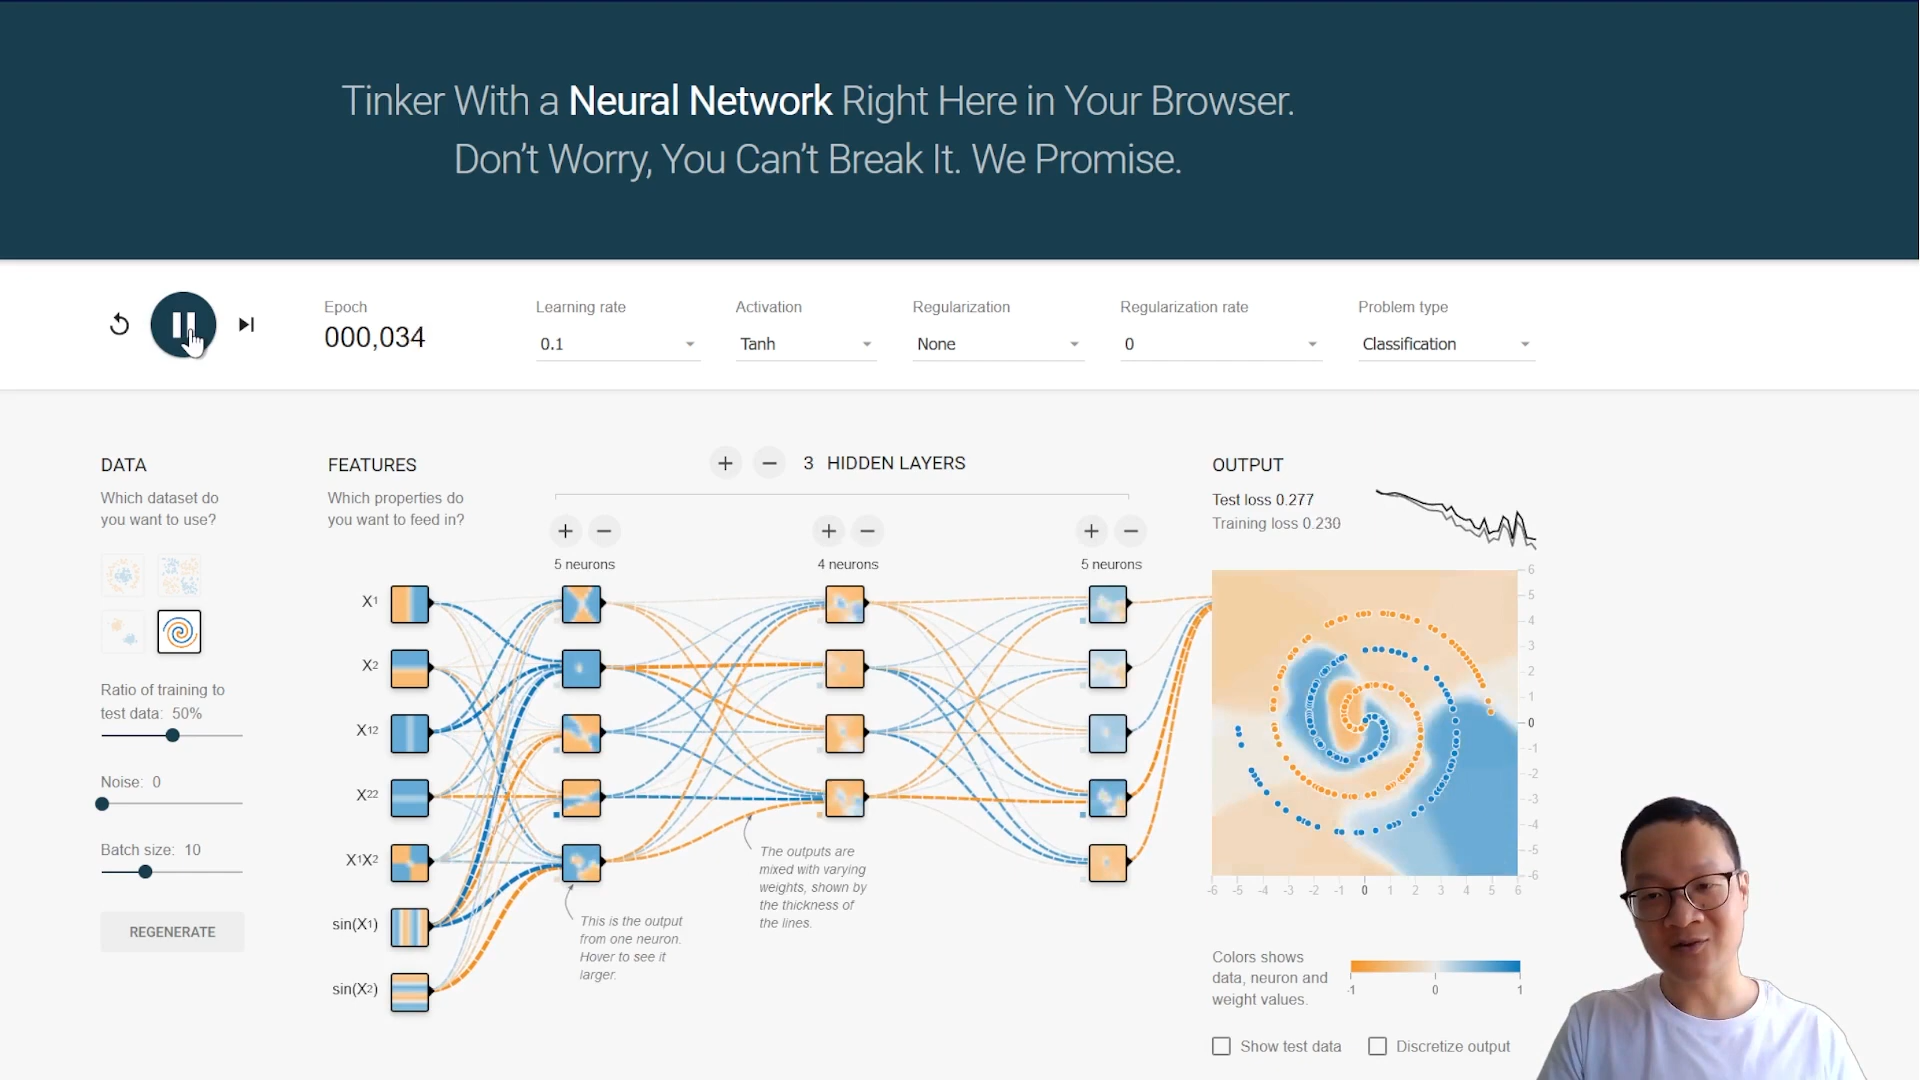 Tinker With a Neural Network Right Here in Your Browser.
Don't Worry, You Can't Break It. We Promise.
Epoch
000,034
Learning rate
0.1
Activation
Tanh
Regularization
None
Regularization rate
0
Problem type
Classification
DATA
Which dataset do
you want to use?
Ratio of training to
test data: 50%
Noise: 0
Batch size: 10
REGENERATE
FEATURES
Which properties do
you want to feed in?
X1
X2
X12
X22
X1X2
sin(X1)
sin(X2)
+ − 3 HIDDEN LAYERS
+ −
5 neurons
+ −
4 neurons
+ −
5 neurons
This is the output
from one neuron.
Hover to see it
larger.
The outputs are
mixed with varying
weights, shown by
the thickness of
the lines.
OUTPUT
Test loss 0.277
Training loss 0.230
6
5
4
3
2
1
0
-1
-2
-3
-4
-5
-6
-6 -5 -4 -3 -2 -1 0 1 2 3 4 5 6
Colors shows
data, neuron and
weight values.
-1 0 1
Show test data
Discretize output